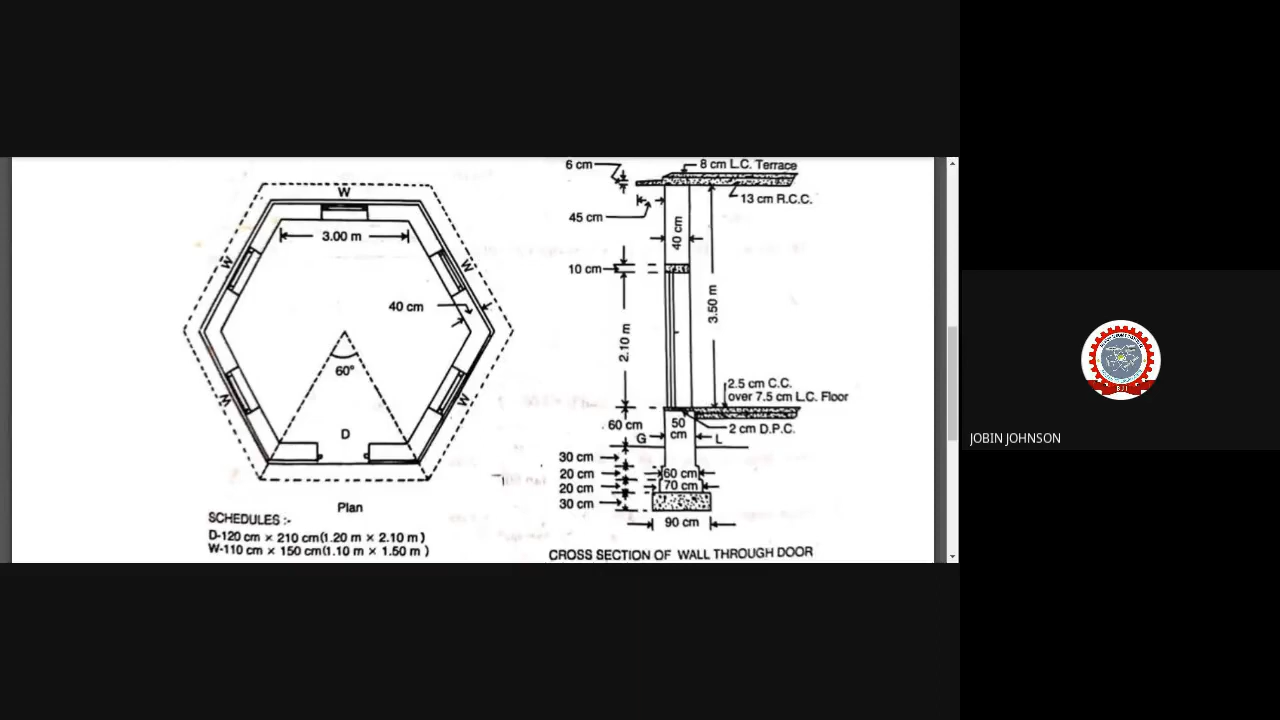 W
3.00 m
W
W
40 cm
60°
W
W
D
Plan
SCHEDULES :-
D-120 cm × 210 cm(1.20 m × 2.10 m)
W-110 cm × 150 cm(1.10 m × 1.50 m)
6 cm
8 cm L.C. Terrace
13 cm R.C.C.
45 cm
40 cm
10 cm
3.50 m
2.10 m
2.5 cm C.C.
over 7.5 cm L.C. Floor
60 cm
50
cm
2 cm D.P.C.
G
L
30 cm
20 cm
60 cm
20 cm
70 cm
30 cm
90 cm
CROSS SECTION OF WALL THROUGH DOOR
JOBIN JOHNSON